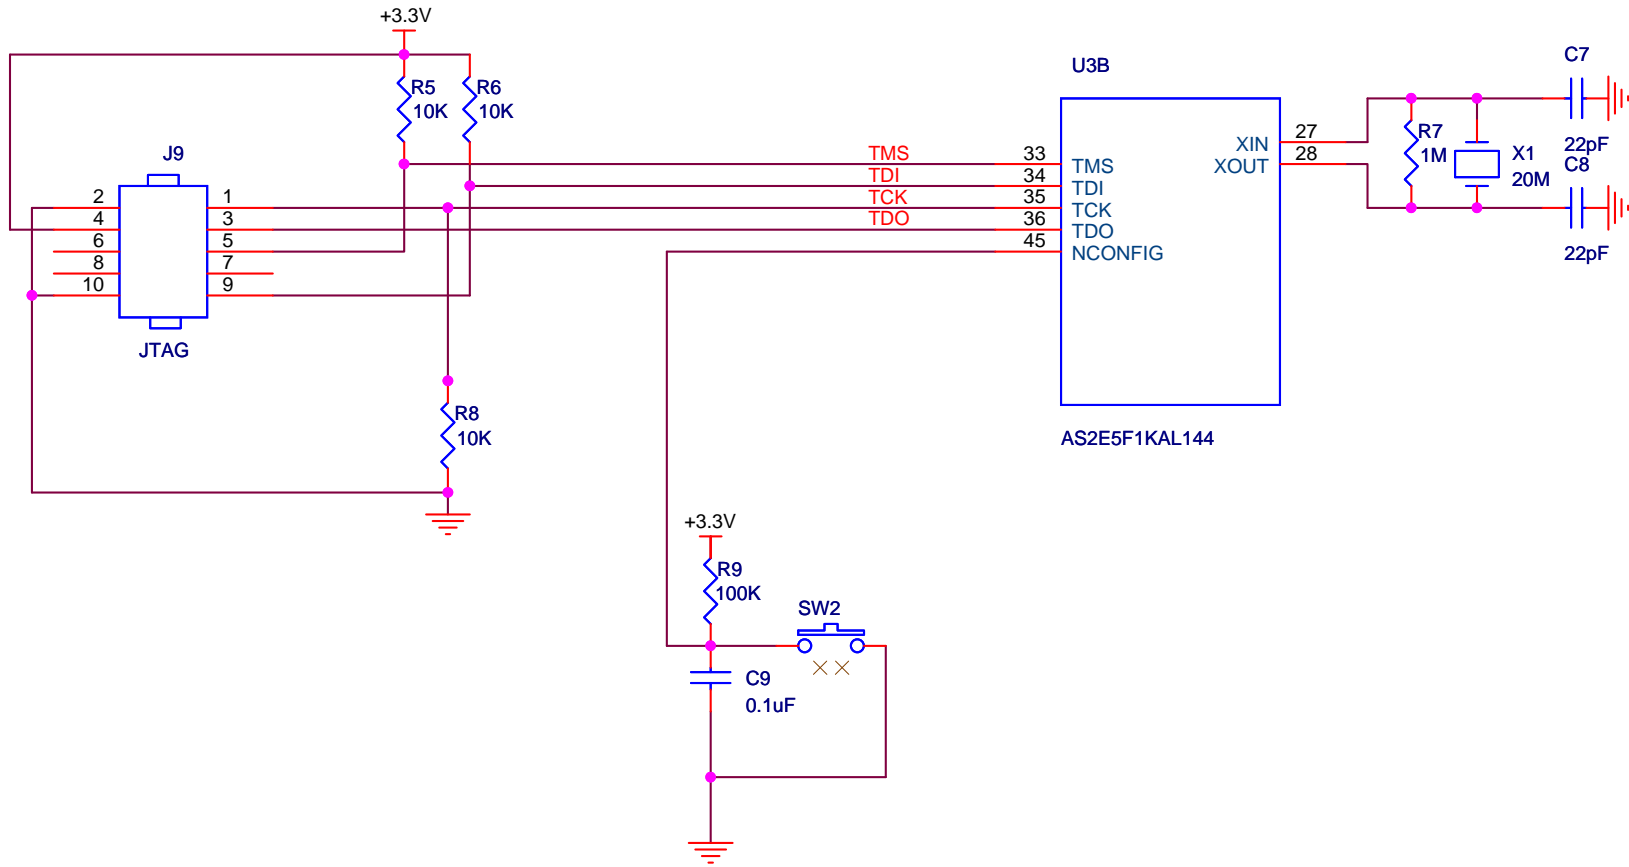 +3.3V
R5
10K
R6
10K
J9
2 1
4 3
6 5
8 7
10 9
JTAG
R8
10K
TMS
TDI
TCK
TDO
U3B
33 TMS
34 TDI
35 TCK
36 TDO
45 NCONFIG
XIN 27
XOUT 28
AS2E5F1KAL144
R7
1M
X1
20M
C7
22pF
C8
22pF
+3.3V
R9
100K
SW2
C9
0.1uF